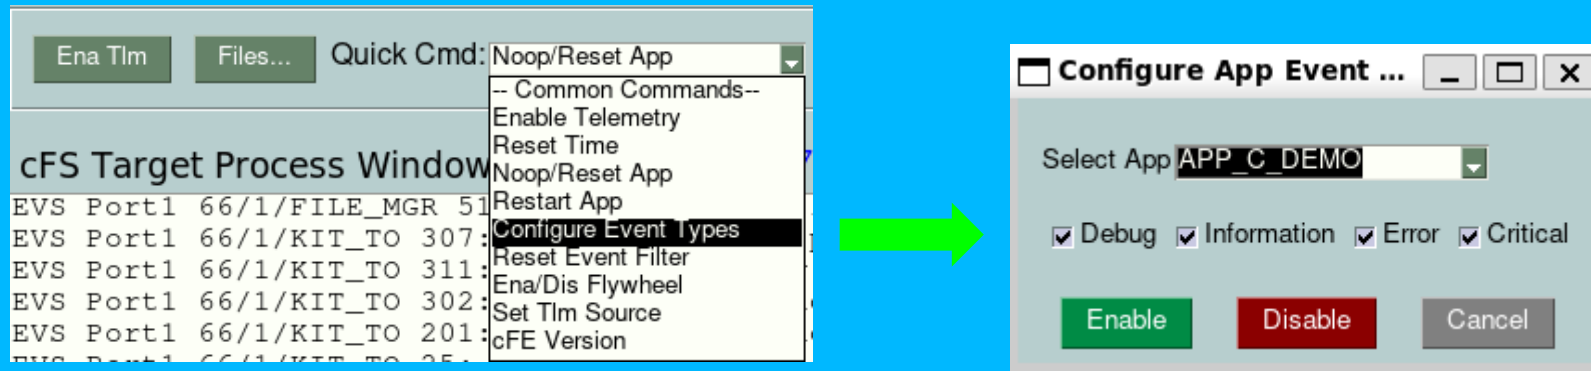 Ena Tlm Files... Quick Cmd: Noop/Reset App
-- Common Commands--
Enable Telemetry
Reset Time
Noop/Reset App
Restart App
Configure Event Types
Reset Event Filter
Ena/Dis Flywheel
Set Tlm Source
cFE Version
cFS Target Process Window
EVS Port1 66/1/FILE_MGR 51
EVS Port1 66/1/KIT_TO 307:
EVS Port1 66/1/KIT_TO 311:
EVS Port1 66/1/KIT_TO 302:
EVS Port1 66/1/KIT_TO 201:
Configure App Event ...
Select App APP_C_DEMO
Debug Information Error Critical
Enable Disable Cancel